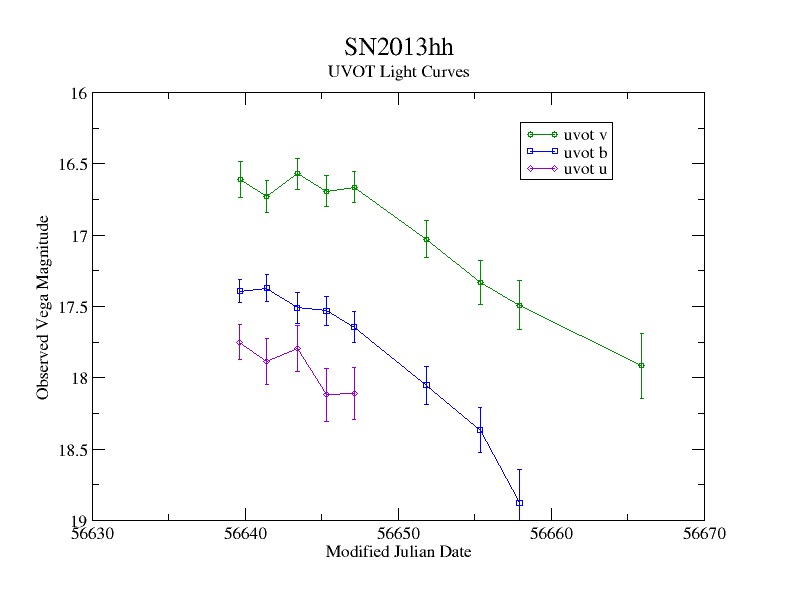 SN2013hh
UVOT Light Curves
uvot v
uvot b
uvot u
Observed Vega Magnitude
16
16.5
17
17.5
18
18.5
19
56630 56640 56650 56660 56670
Modified Julian Date